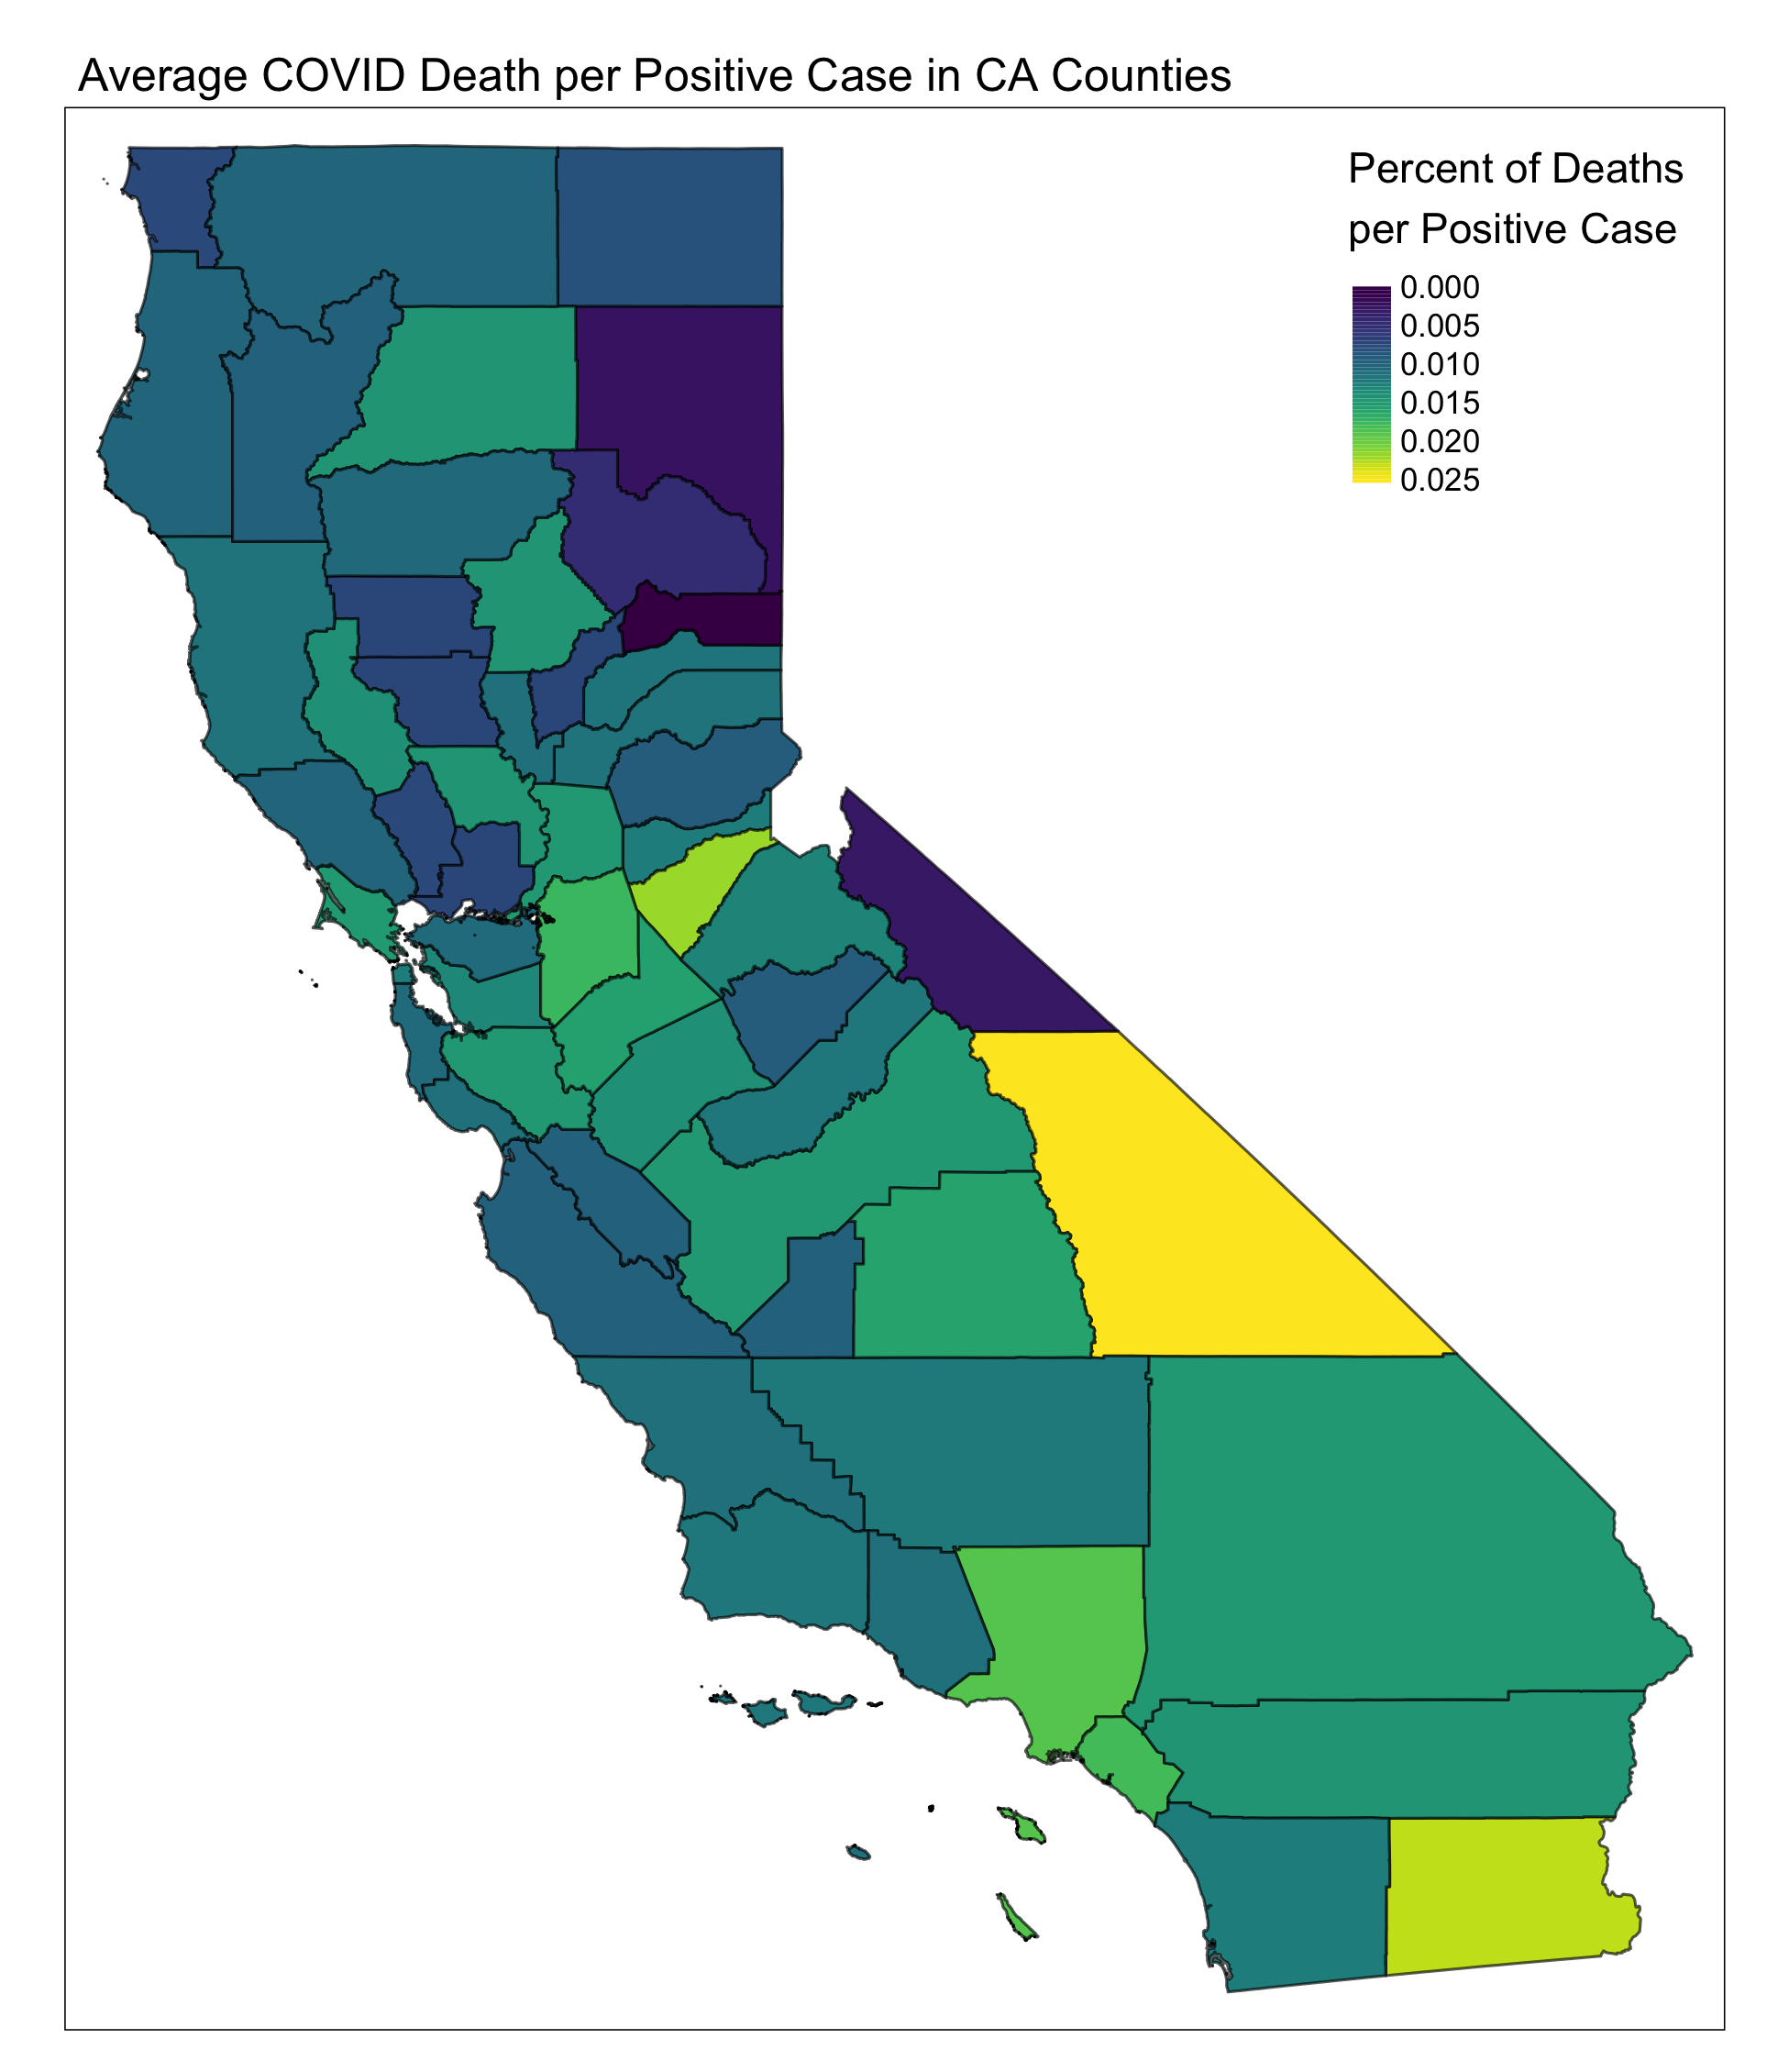 Average COVID Death per Positive Case in CA Counties
Percent of Deaths
per Positive Case
0.000
0.005
0.010
0.015
0.020
0.025